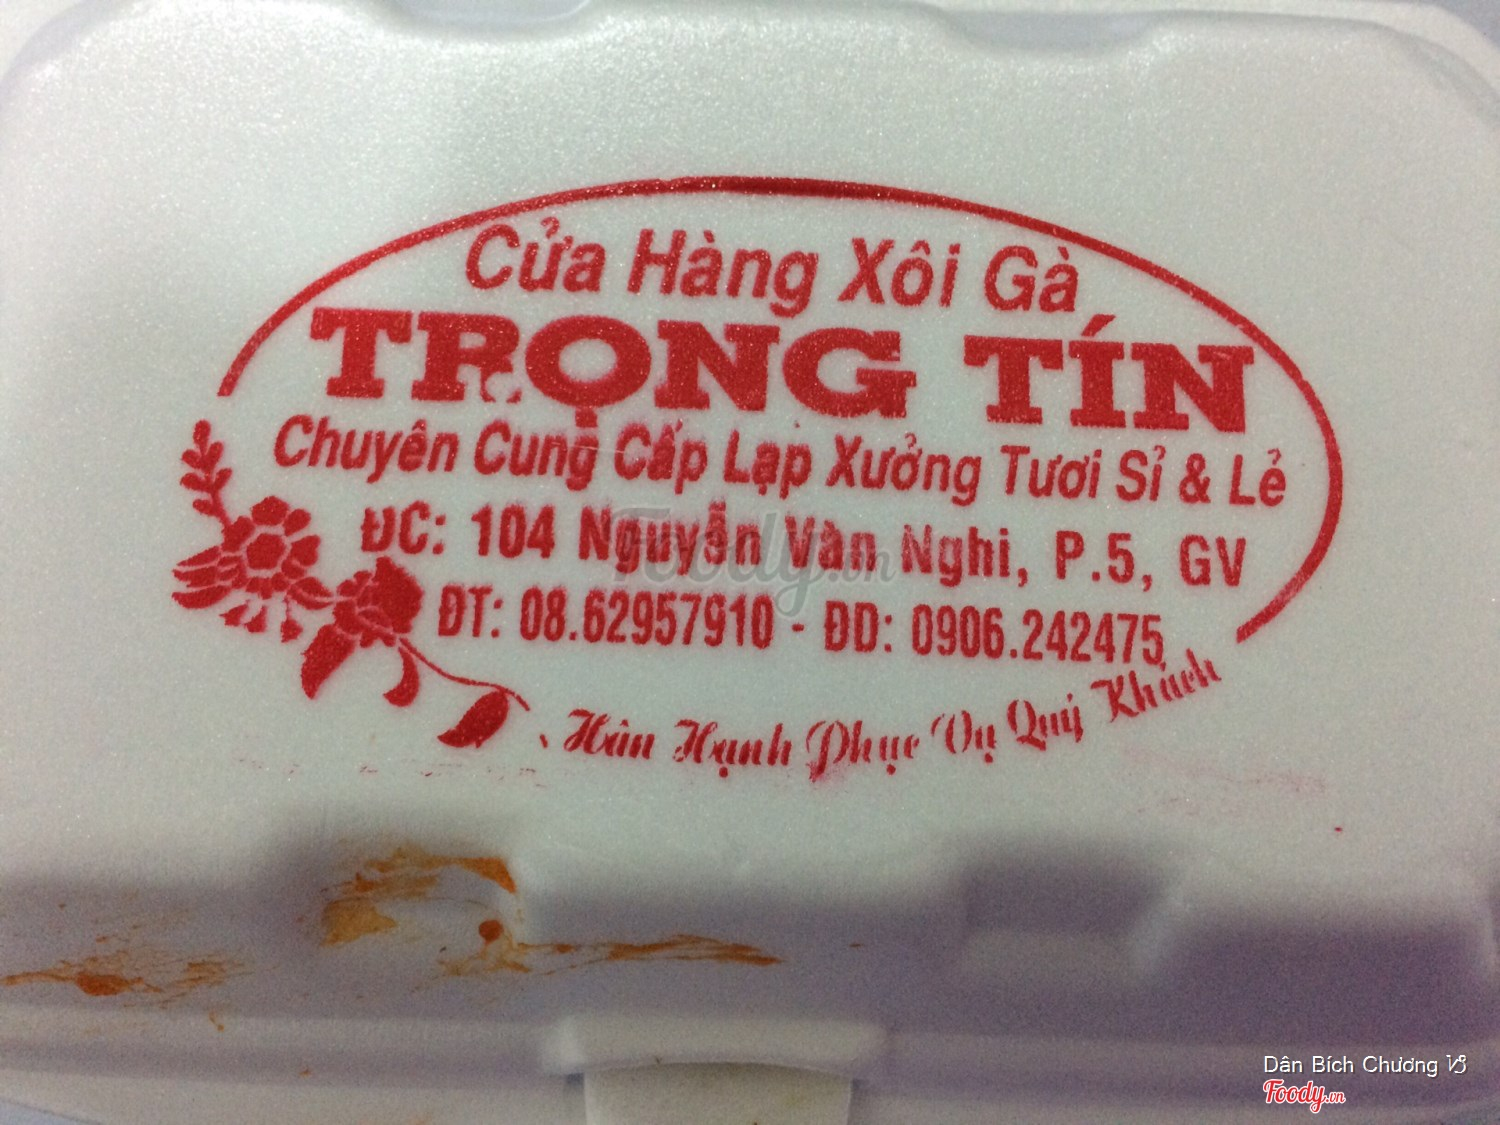 Cửa Hàng Xôi Gà
TRỌNG TÍN
Chuyên Cung Cấp Lạp Xưởng Tươi Sỉ & Lẻ
ĐC: 104 Nguyễn Văn Nghi, P.5, GV
ĐT: 08.62957910 - ĐD: 0906.242475
Hân Hạnh Phục Vụ Quý Khách
Foody.vn
Dân Bích Chương ♑
Foody.vn